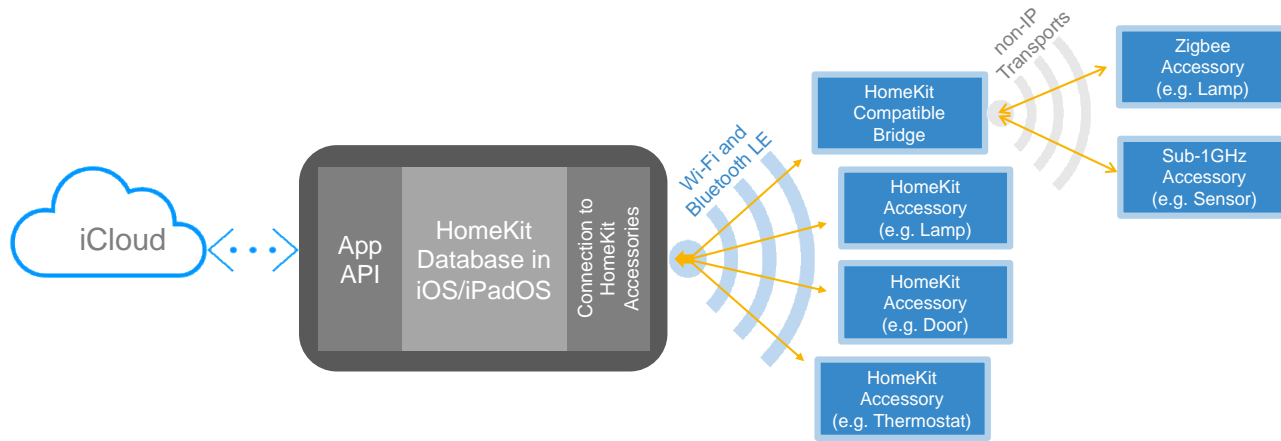 iCloud
App
API
HomeKit
Database in
iOS/iPadOS
Connection to
HomeKit
Accessories
Wi-Fi and
Bluetooth LE
HomeKit
Compatible
Bridge
HomeKit
Accessory
(e.g. Lamp)
HomeKit
Accessory
(e.g. Door)
HomeKit
Accessory
(e.g. Thermostat)
non-IP
Transports
Zigbee
Accessory
(e.g. Lamp)
Sub-1GHz
Accessory
(e.g. Sensor)